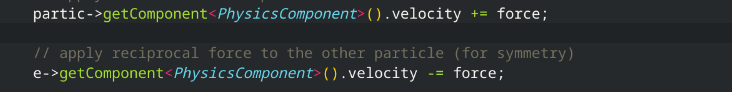 partic->getComponent<PhysicsComponent>().velocity += force;
// apply reciprocal force to the other particle (for symmetry)
e->getComponent<PhysicsComponent>().velocity -= force;